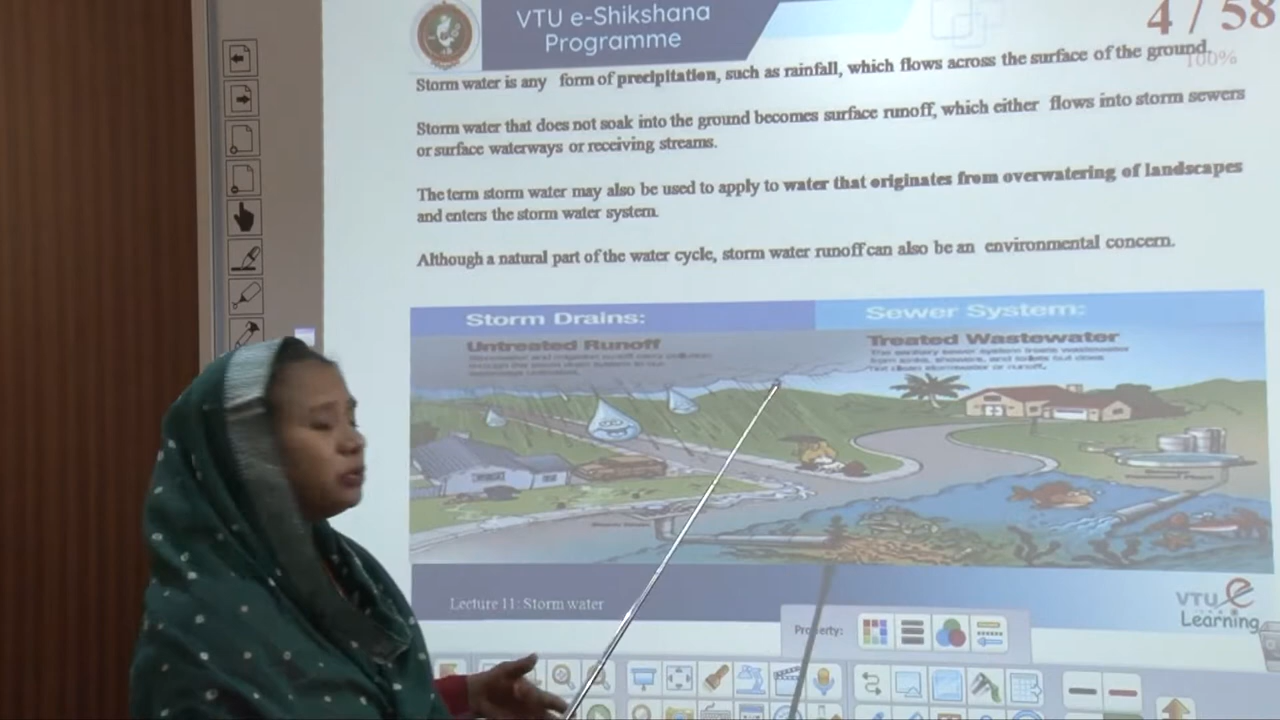 VTU e-Shikshana
Programme
4 / 58
100%
Storm water is any form of precipitation, such as rainfall, which flows across the surface of the ground.
Storm water that does not soak into the ground becomes surface runoff, which either flows into storm sewers
or surface waterways or receiving streams.
The term storm water may also be used to apply to water that originates from overwatering of landscapes
and enters the storm water system.
Although a natural part of the water cycle, storm water runoff can also be an environmental concern.
Storm Drains:
Sewer System:
Untreated Runoff
Treated Wastewater
Lecture 11: Storm water
VTU e
Learning
Property: